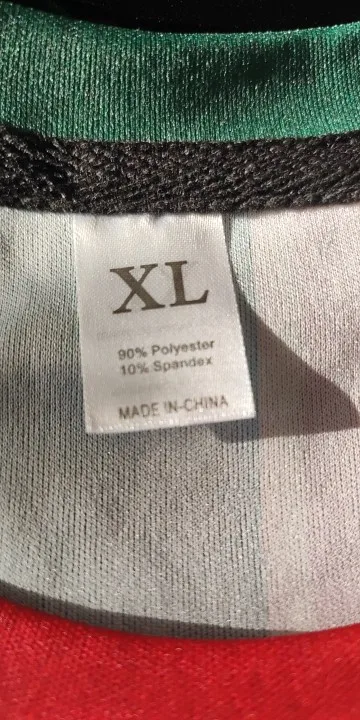 XL
90% Polyester
10% Spandex
MADE IN-CHINA